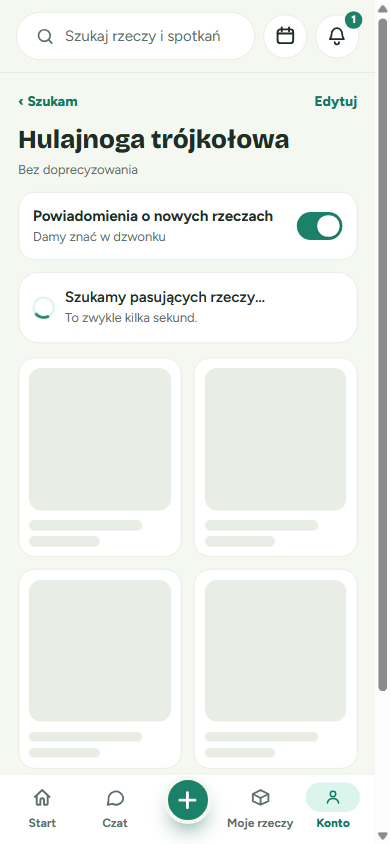 Szukaj rzeczy i spotkań
1
‹ Szukam
Edytuj
Hulajnoga trójkołowa
Bez doprecyzowania
Powiadomienia o nowych rzeczach
Damy znać w dzwonku
Szukamy pasujących rzeczy...
To zwykle kilka sekund.
Start
Czat
Moje rzeczy
Konto